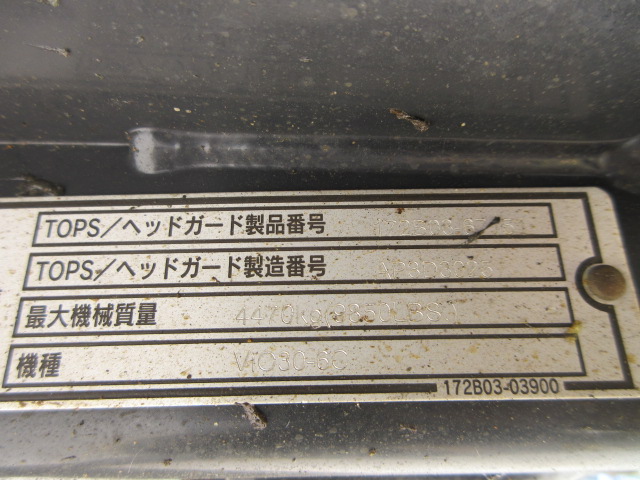 TOPS/ヘッドガード製品番号
TOPS/ヘッドガード製造番号
最大機械質量 4470kg(9850LBS)
機種 ViO30-6C
172B03-03900